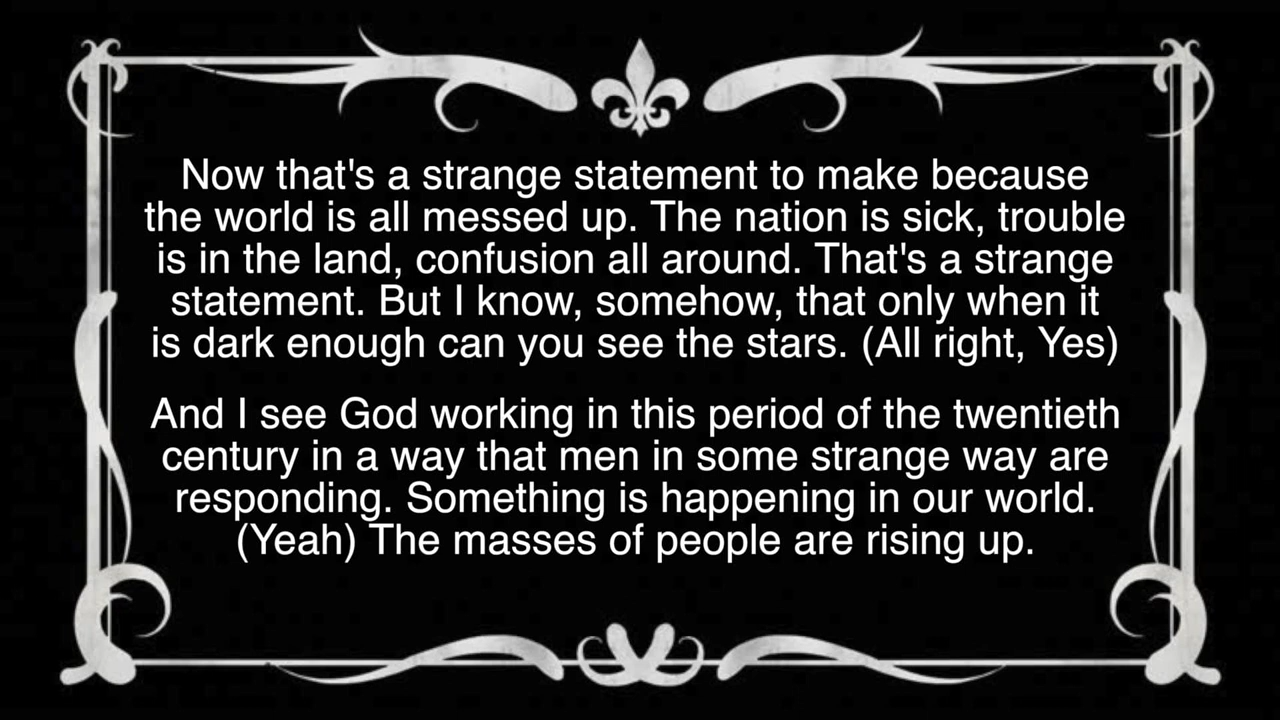 Now that's a strange statement to make because
the world is all messed up. The nation is sick, trouble
is in the land, confusion all around. That's a strange
statement. But I know, somehow, that only when it
is dark enough can you see the stars. (All right, Yes)
And I see God working in this period of the twentieth
century in a way that men in some strange way are
responding. Something is happening in our world.
(Yeah) The masses of people are rising up.